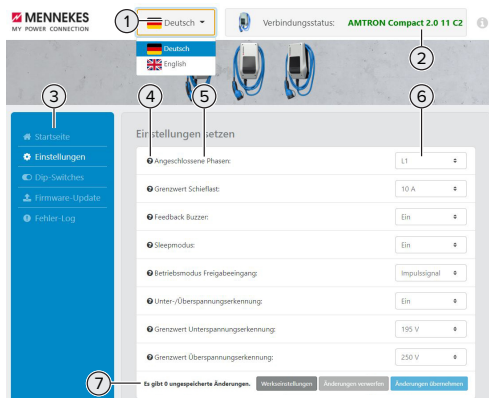 MENNEKES
MY POWER CONNECTION
1
Deutsch
Verbindungsstatus: AMTRON Compact 2.0 11 C2
Deutsch
English
2
3
4
5
6
Startseite
Einstellungen
Dip-Switches
Firmware-Update
Fehler-Log
Einstellungen setzen
Angeschlossene Phasen: L1
Grenzwert Schieflast: 10 A
Feedback Buzzer: Ein
Sleepmodus: Ein
Betriebsmodus Freigabeeingang: Impulssignal
Unter-/Überspannungserkennung: Ein
Grenzwert Unterspannungserkennung: 195 V
Grenzwert Überspannungserkennung: 250 V
7
Es gibt 0 ungespeicherte Änderungen. Werkseinstellungen Änderungen verwerfen Änderungen übernehmen